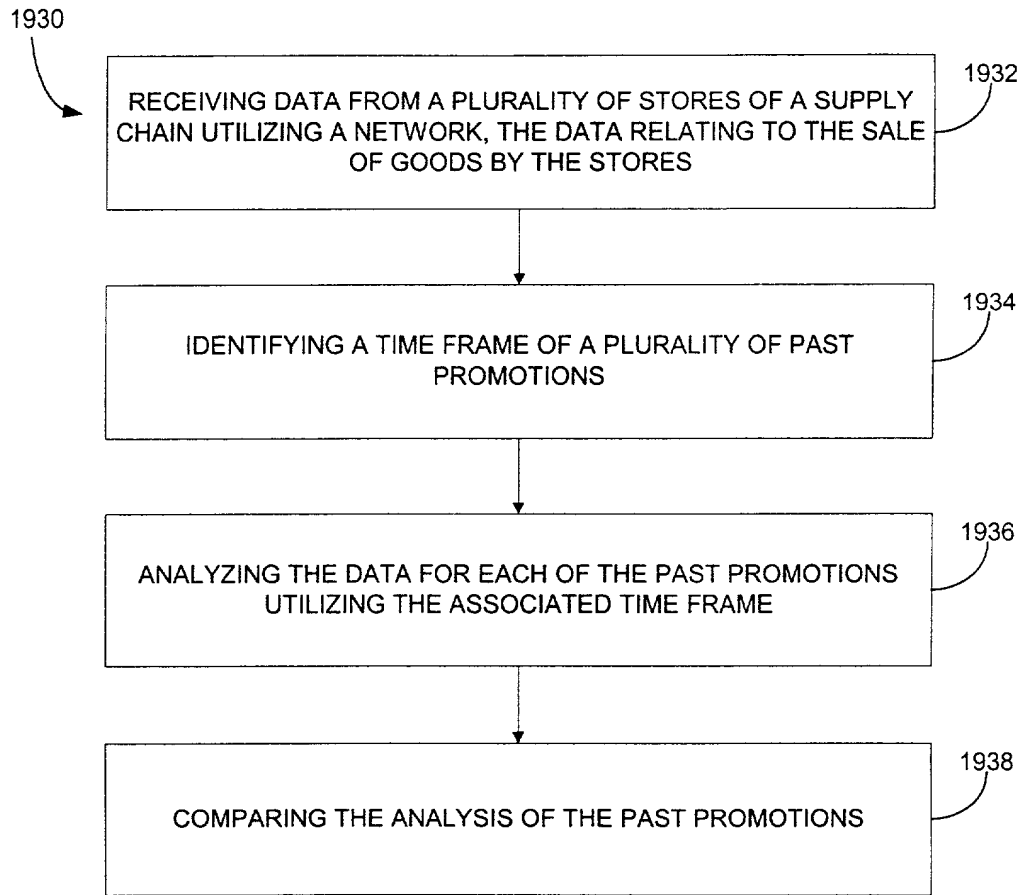 1930
1932
RECEIVING DATA FROM A PLURALITY OF STORES OF A SUPPLY
CHAIN UTILIZING A NETWORK, THE DATA RELATING TO THE SALE
OF GOODS BY THE STORES
1934
IDENTIFYING A TIME FRAME OF A PLURALITY OF PAST
PROMOTIONS
1936
ANALYZING THE DATA FOR EACH OF THE PAST PROMOTIONS
UTILIZING THE ASSOCIATED TIME FRAME
1938
COMPARING THE ANALYSIS OF THE PAST PROMOTIONS